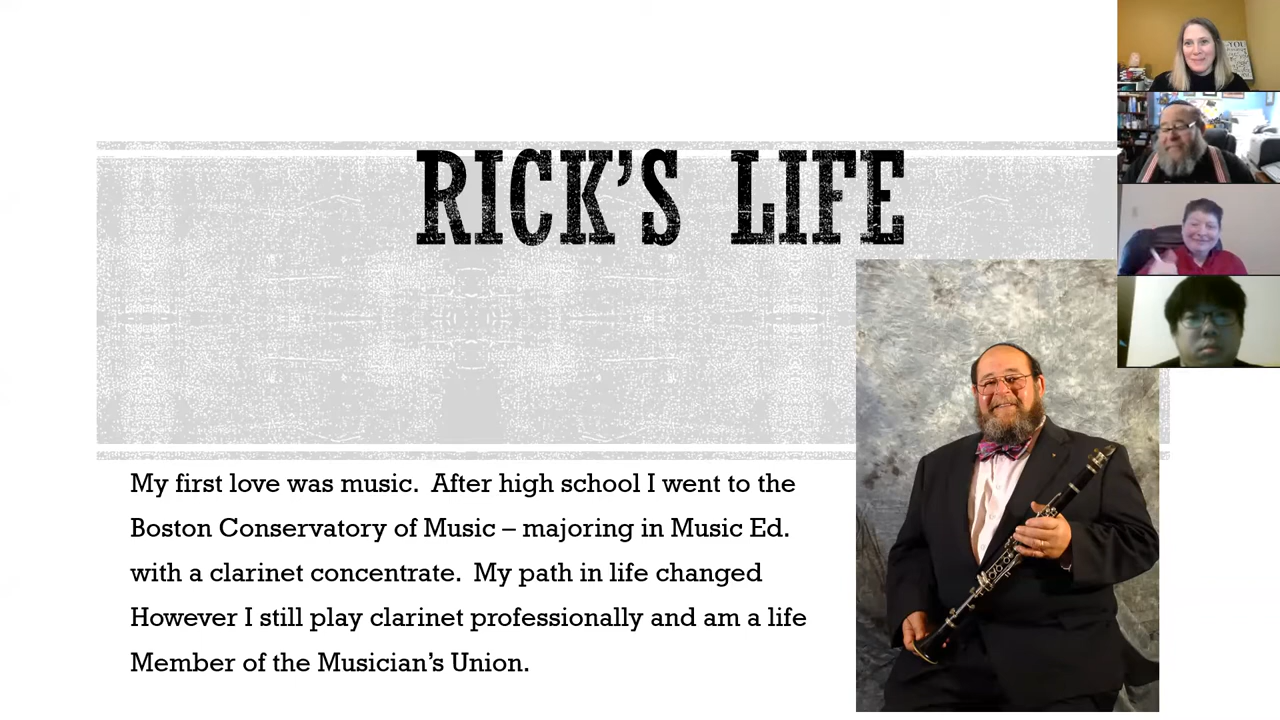 RICK'S LIFE
My first love was music. After high school I went to the
Boston Conservatory of Music – majoring in Music Ed.
with a clarinet concentrate. My path in life changed
However I still play clarinet professionally and am a life
Member of the Musician's Union.
YOU